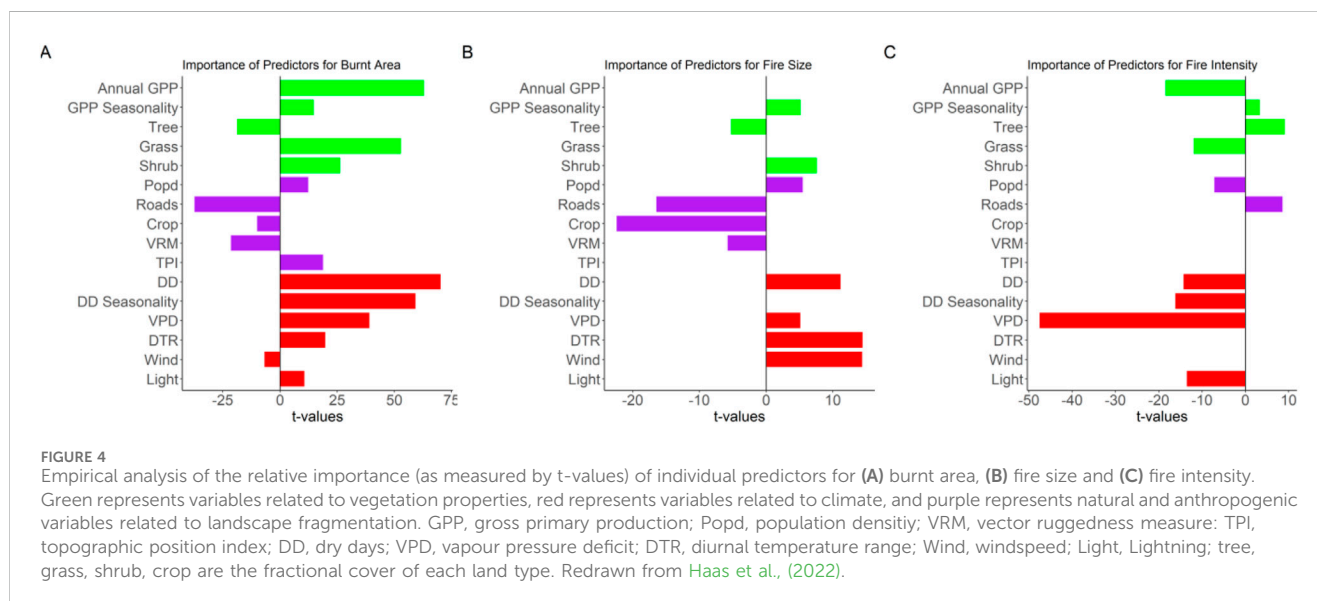 A
Importance of Predictors for Burnt Area
Annual GPP
GPP Seasonality
Tree
Grass
Shrub
Popd
Roads
Crop
VRM
TPI
DD
DD Seasonality
VPD
DTR
Wind
Light
-25 0 25 50 75
t-values
B
Importance of Predictors for Fire Size
Annual GPP
GPP Seasonality
Tree
Grass
Shrub
Popd
Roads
Crop
VRM
TPI
DD
DD Seasonality
VPD
DTR
Wind
Light
-20 -10 0 10
t-values
C
Importance of Predictors for Fire Intensity
Annual GPP
GPP Seasonality
Tree
Grass
Shrub
Popd
Roads
Crop
VRM
TPI
DD
DD Seasonality
VPD
DTR
Wind
Light
-50 -40 -30 -20 -10 0 10
t-values
FIGURE 4
Empirical analysis of the relative importance (as measured by t-values) of individual predictors for (A) burnt area, (B) fire size and (C) fire intensity.
Green represents variables related to vegetation properties, red represents variables related to climate, and purple represents natural and anthropogenic
variables related to landscape fragmentation. GPP, gross primary production; Popd, population densitiy; VRM, vector ruggedness measure: TPI,
topographic position index; DD, dry days; VPD, vapour pressure deficit; DTR, diurnal temperature range; Wind, windspeed; Light, Lightning; tree,
grass, shrub, crop are the fractional cover of each land type. Redrawn from Haas et al., (2022).